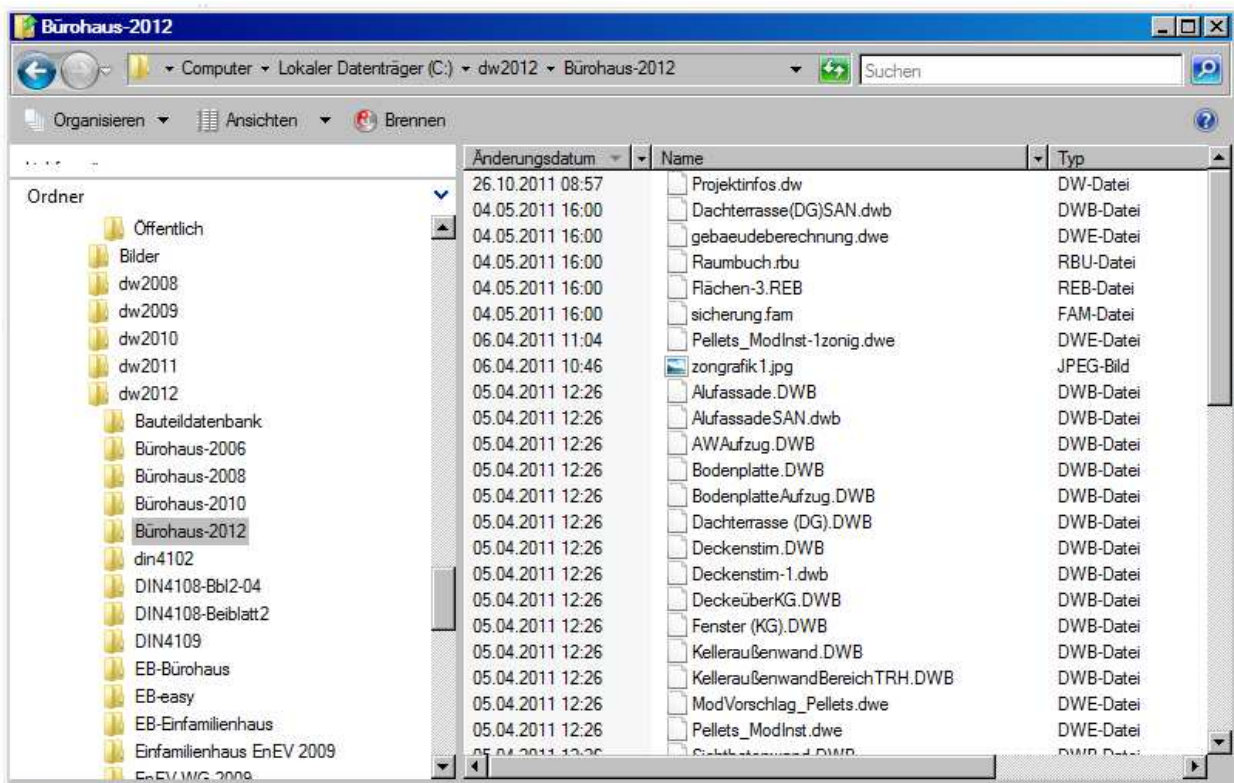 Bürohaus-2012
Computer Lokaler Datenträger (C:) dw2012 Bürohaus-2012 Suchen
Organisieren Ansichten Brennen
Ordner
Öffentlich
Bilder
dw2008
dw2009
dw2010
dw2011
dw2012
Bauteildatenbank
Bürohaus-2006
Bürohaus-2008
Bürohaus-2010
Bürohaus-2012
din4102
DIN4108-Bbl2-04
DIN4108-Beiblatt2
DIN4109
EB-Bürohaus
EB-easy
EB-Einfamilienhaus
Einfamilienhaus EnEV 2009
EnEV WG 2009
Änderungsdatum Name Typ
26.10.2011 08:57 Projektinfos.dw DW-Datei
04.05.2011 16:00 Dachterrasse(DG)SAN.dwb DWB-Datei
04.05.2011 16:00 gebaeudeberechnung.dwe DWE-Datei
04.05.2011 16:00 Raumbuch.rbu RBU-Datei
04.05.2011 16:00 Flächen-3.REB REB-Datei
04.05.2011 16:00 sicherung.fam FAM-Datei
06.04.2011 11:04 Pellets_ModInst-1zonig.dwe DWE-Datei
06.04.2011 10:46 zongrafik1.jpg JPEG-Bild
05.04.2011 12:26 Alufassade.DWB DWB-Datei
05.04.2011 12:26 AlufassadeSAN.dwb DWB-Datei
05.04.2011 12:26 AWAufzug.DWB DWB-Datei
05.04.2011 12:26 Bodenplatte.DWB DWB-Datei
05.04.2011 12:26 BodenplatteAufzug.DWB DWB-Datei
05.04.2011 12:26 Dachterrasse (DG).DWB DWB-Datei
05.04.2011 12:26 Deckenstirn.DWB DWB-Datei
05.04.2011 12:26 Deckenstirn-1.dwb DWB-Datei
05.04.2011 12:26 DeckeüberKG.DWB DWB-Datei
05.04.2011 12:26 Fenster (KG).DWB DWB-Datei
05.04.2011 12:26 Kelleraußenwand.DWB DWB-Datei
05.04.2011 12:26 KelleraußenwandBereichTRH.DWB DWB-Datei
05.04.2011 12:26 ModVorschlag_Pellets.dwe DWE-Datei
05.04.2011 12:26 Pellets_ModInst.dwe DWE-Datei
05.04.2011 12:26 Sichtbetonwand.DWB DWB-Datei